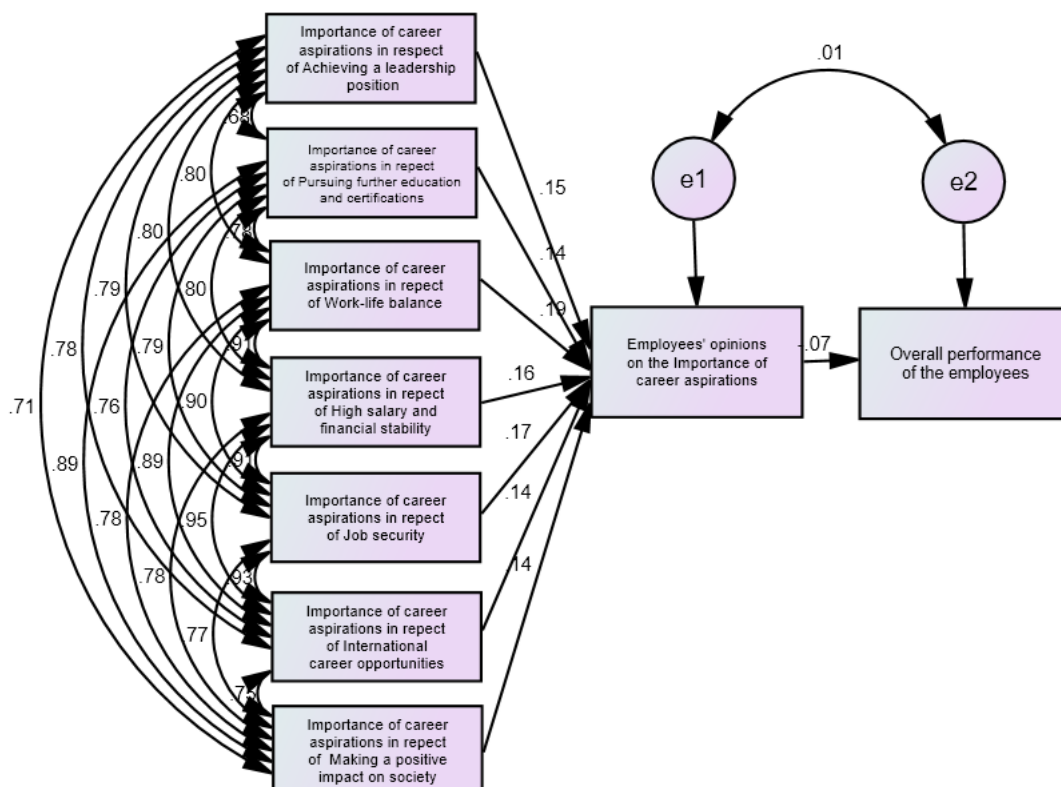 Importance of career
aspirations in respect
of Achieving a leadership
position
Importance of career
aspirations in repect
of Pursuing further education
and certifications
Importance of career
aspirations in repect
of Work-life balance
Importance of career
aspirations in repect
of High salary and
financial stability
Importance of career
aspirations in repect
of Job security
Importance of career
aspirations in repect
of International
career opportunities
Importance of career
aspirations in repect
of Making a positive
impact on society
.68
.80
.80
.79
.78
.71
.78
.80
.79
.76
.89
.91
.90
.89
.78
.95
.78
.93
.77
.15
.14
.19
.16
.17
.14
.14
Employees' opinions
on the Importance of
career aspirations
-.07
Overall performance
of the employees
e1
e2
.01